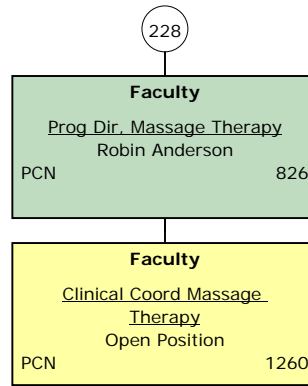 228
Faculty
Prog Dir, Massage Therapy
Robin Anderson
PCN 826
Faculty
Clinical Coord Massage
Therapy
Open Position
PCN 1260